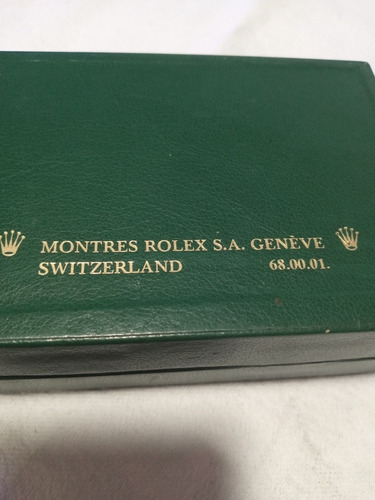 MONTRES ROLEX S.A. GENÈVE
SWITZERLAND 68.00.01.